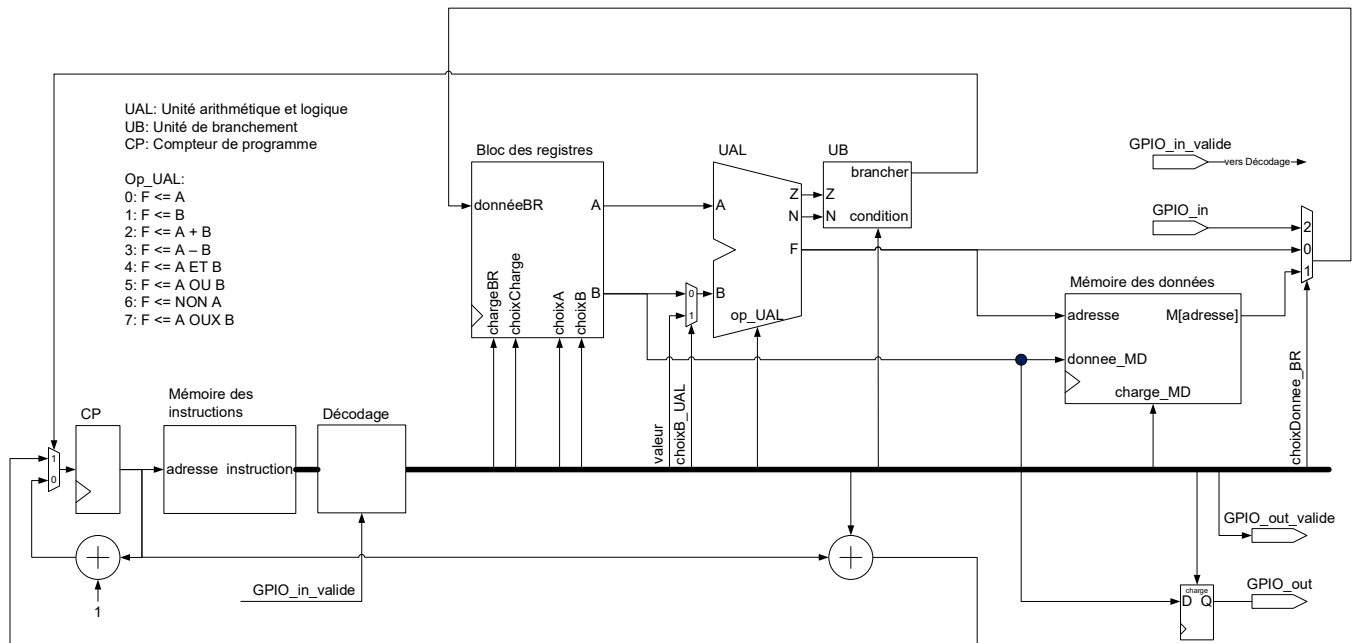 UAL: Unité arithmétique et logique
UB: Unité de branchement
CP: Compteur de programme
Op_UAL:
0: F <= A
1: F <= B
2: F <= A + B
3: F <= A – B
4: F <= A ET B
5: F <= A OU B
6: F <= NON A
7: F <= A OUX B
Bloc des registres
donnéeBR
A
B
chargeBR
choixCharge
choixA
choixB
UAL
A
B
Z
N
F
op_UAL
0
1
UB
brancher
Z
N
condition
GPIO_in_valide
vers Décodage
GPIO_in
2
0
1
Mémoire des données
adresse
M[adresse]
donnee_MD
charge_MD
choixDonnee_BR
valeur
choixB_UAL
CP
1
0
Mémoire des
instructions
adresse instruction
Décodage
1
GPIO_in_valide
GPIO_out_valide
charge
D Q
GPIO_out